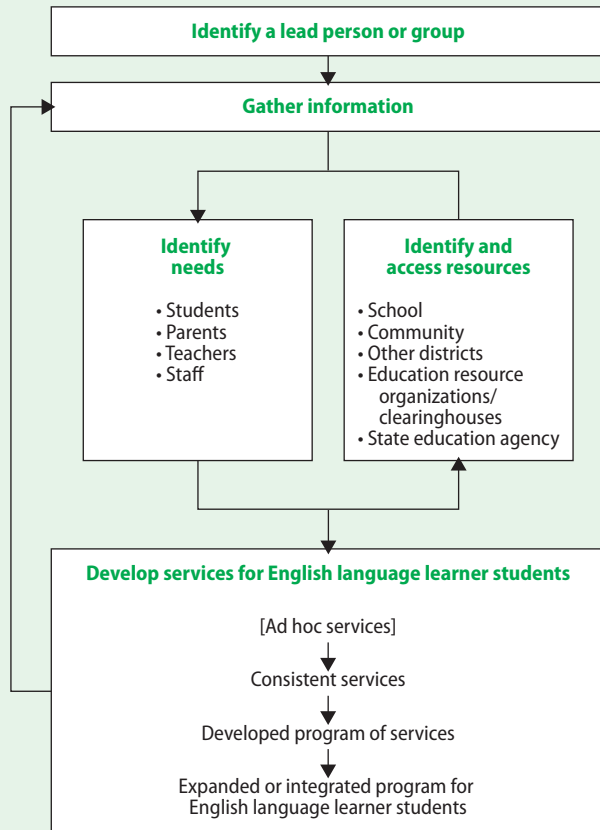 Identify a lead person or group
Gather information
Identify
needs
• Students
• Parents
• Teachers
• Staff
Identify and
access resources
• School
• Community
• Other districts
• Education resource
organizations/
clearinghouses
• State education agency
Develop services for English language learner students
[Ad hoc services]
Consistent services
Developed program of services
Expanded or integrated program for
English language learner students